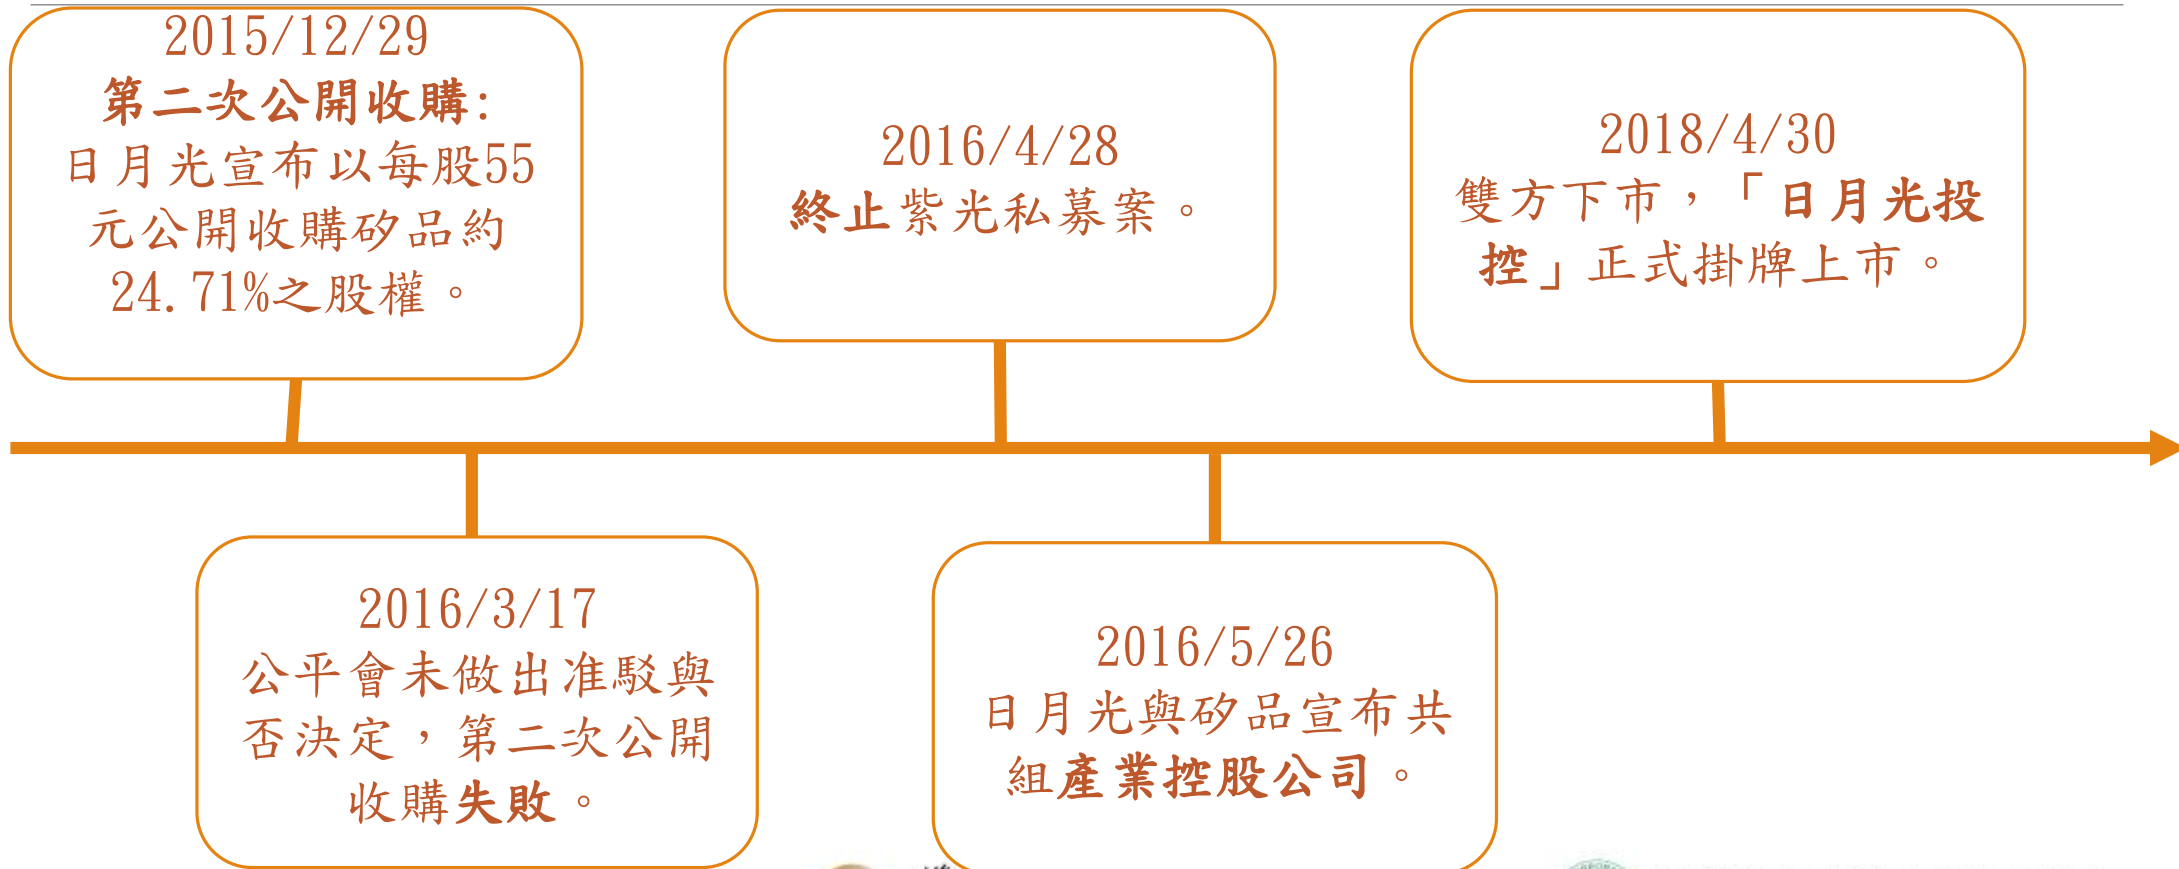 2015/12/29
第二次公開收購:
日月光宣布以每股55
元公開收購矽品約
24.71%之股權。
2016/3/17
公平會未做出准駁與
否決定，第二次公開
收購失敗。
2016/4/28
終止紫光私募案。
2016/5/26
日月光與矽品宣布共
組產業控股公司。
2018/4/30
雙方下市，「日月光投
控」正式掛牌上市。